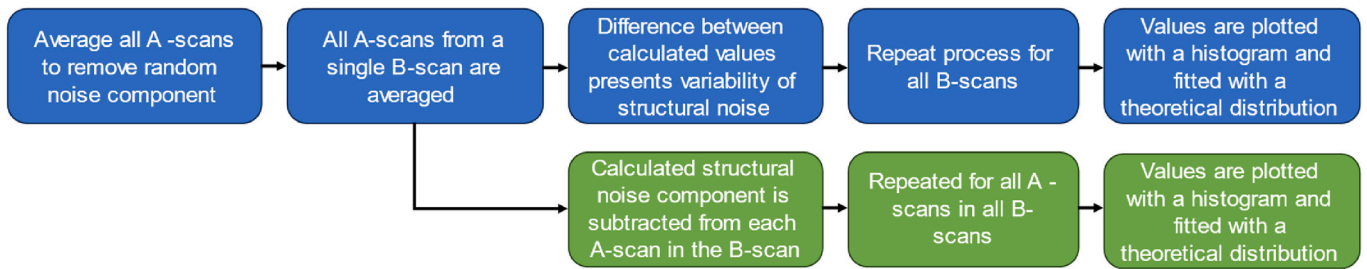 Average all A -scans
to remove random
noise component
All A-scans from a
single B-scan are
averaged
Difference between
calculated values
presents variability of
structural noise
Repeat process for
all B-scans
Values are plotted
with a histogram and
fitted with a
theoretical distribution
Calculated structural
noise component is
subtracted from each
A-scan in the B-scan
Repeated for all A -
scans in all B-
scans
Values are plotted
with a histogram and
fitted with a
theoretical distribution